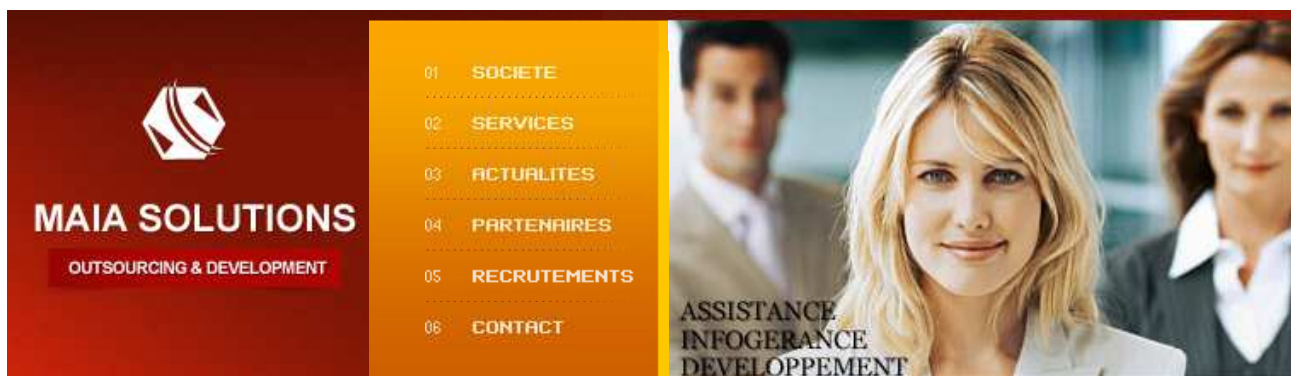 MAIA SOLUTIONS
OUTSOURCING & DEVELOPMENT
01 SOCIETE
02 SERVICES
03 ACTUALITES
04 PARTENAIRES
05 RECRUTEMENTS
06 CONTACT
ASSISTANCE
INFOGERANCE
DEVELOPPEMENT